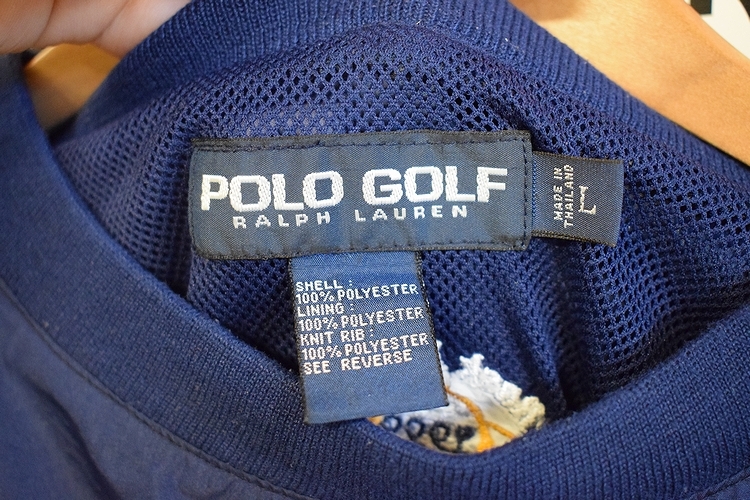 POLO GOLF
RALPH LAUREN
MADE IN
THAILAND
L
SHELL :
100% POLYESTER
LINING :
100% POLYESTER
KNIT RIB :
100% POLYESTER
SEE REVERSE